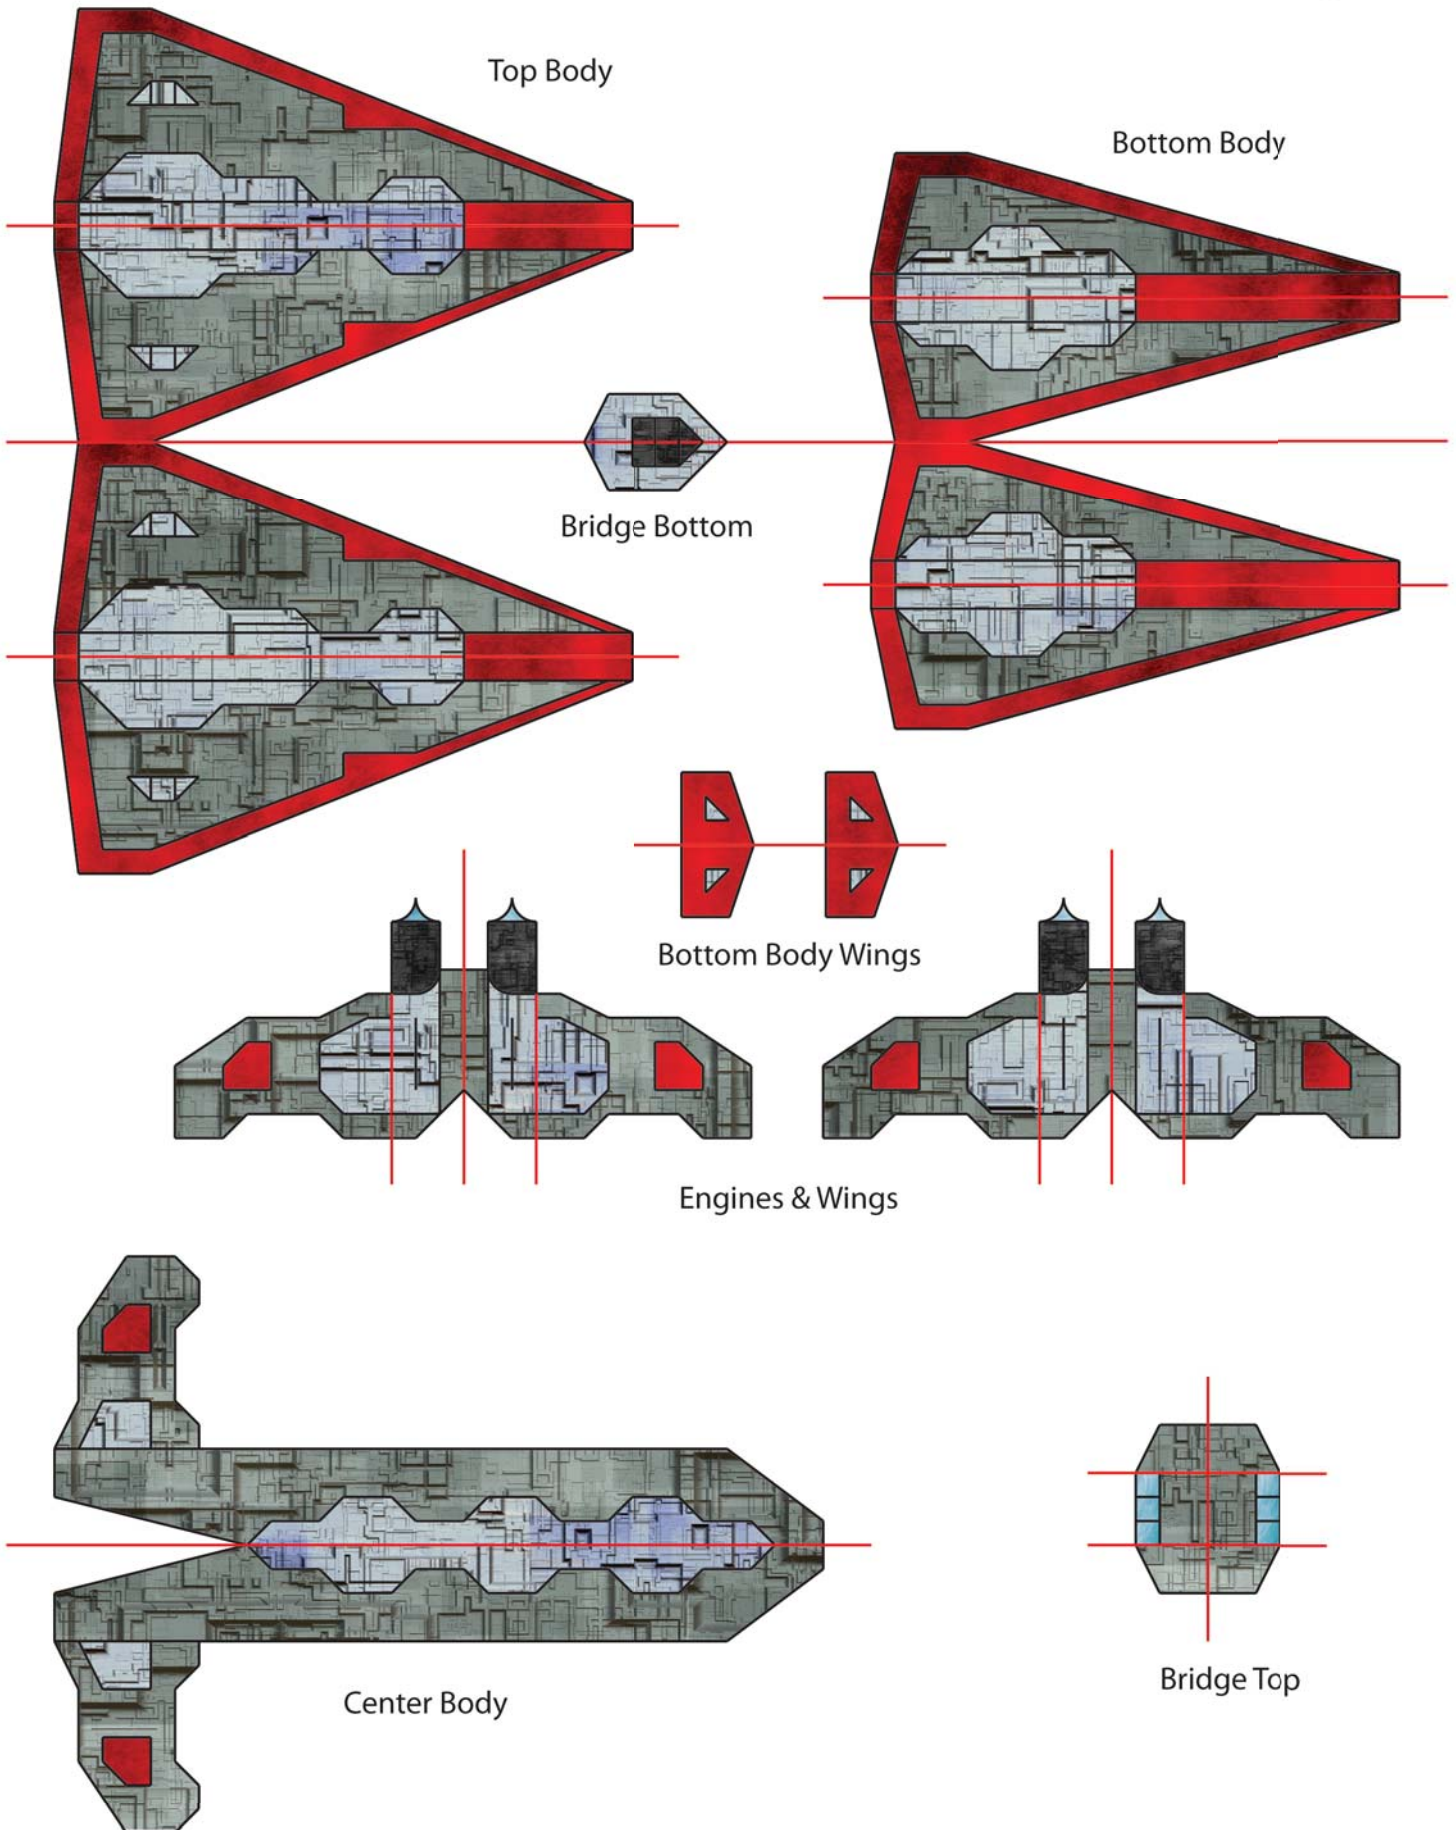 Top Body
Bottom Body
Bridge Bottom
Bottom Body Wings
Engines & Wings
Center Body
Bridge Top